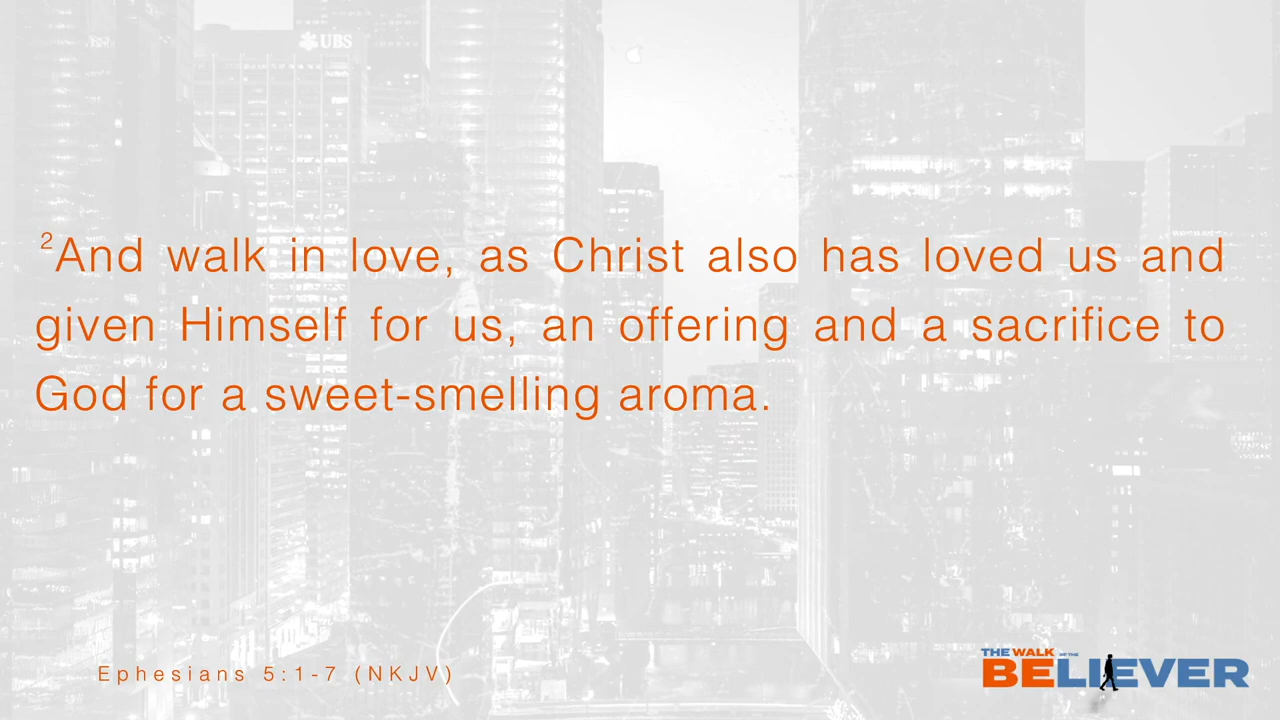 UBS
²And walk in love, as Christ also has loved us and
given Himself for us, an offering and a sacrifice to
God for a sweet-smelling aroma.
Ephesians 5:1-7 (NKJV)
THE WALK OF THE
BELIEVER